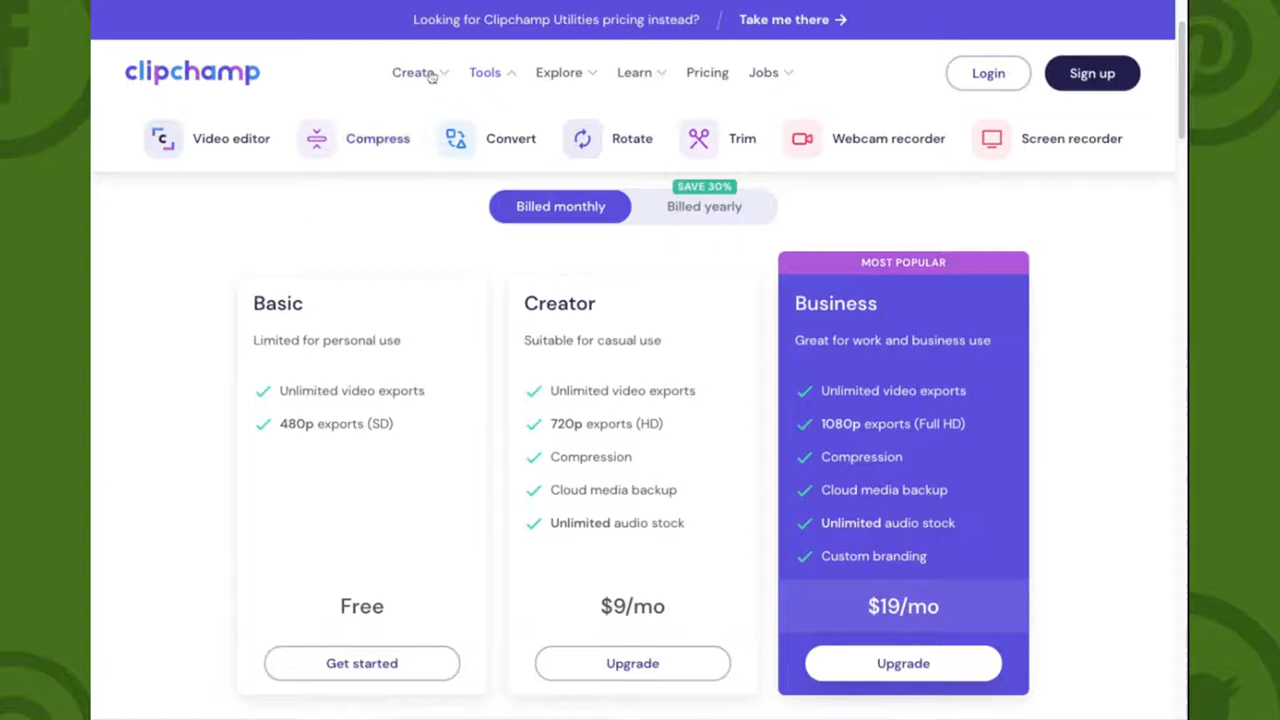 Looking for Clipchamp Utilities pricing instead? Take me there →
clipchamp
Create Tools Explore Learn Pricing Jobs
Login
Sign up
Video editor
Compress
Convert
Rotate
Trim
Webcam recorder
Screen recorder
SAVE 30%
Billed monthly
Billed yearly
Basic
Limited for personal use
Unlimited video exports
480p exports (SD)
Free
Get started
Creator
Suitable for casual use
Unlimited video exports
720p exports (HD)
Compression
Cloud media backup
Unlimited audio stock
$9/mo
Upgrade
MOST POPULAR
Business
Great for work and business use
Unlimited video exports
1080p exports (Full HD)
Compression
Cloud media backup
Unlimited audio stock
Custom branding
$19/mo
Upgrade